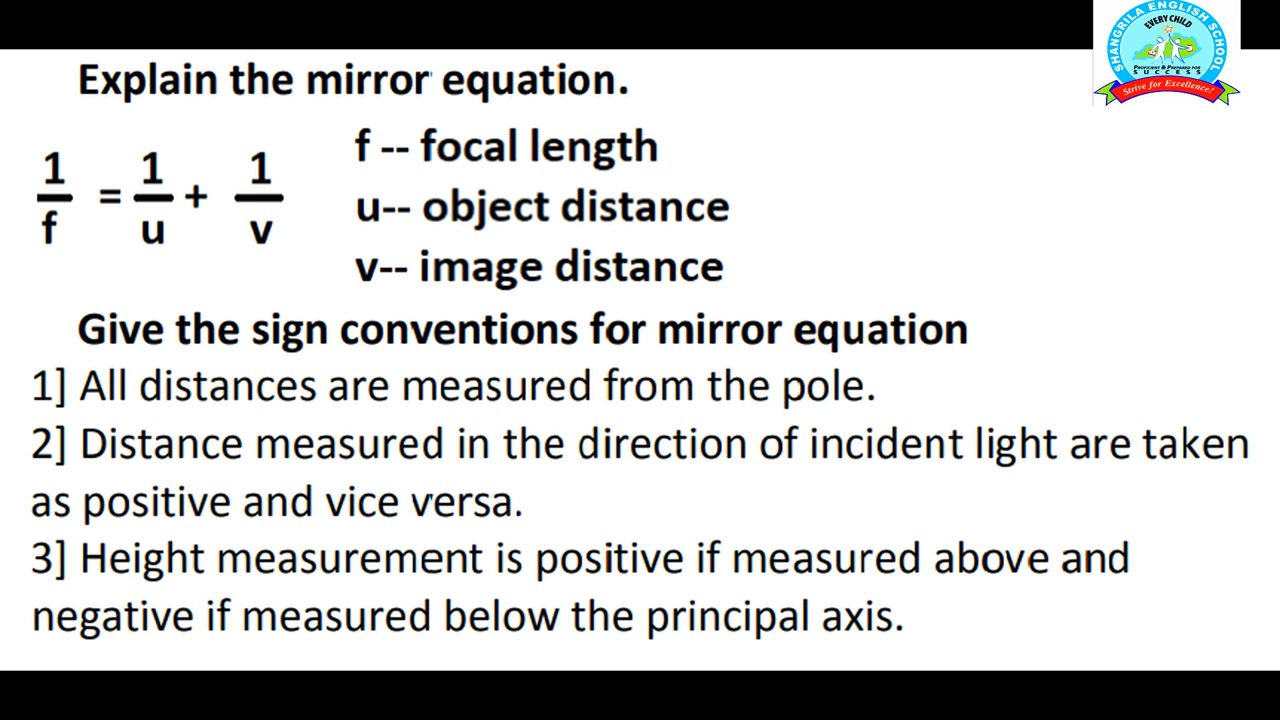 SHANGRILA ENGLISH SCHOOL
EVERY CHILD
PROFICIENT & PREPARED FOR
SUCCESS
Strive for Excellence!
Explain the mirror equation.
1/f = 1/u + 1/v
f -- focal length
u-- object distance
v-- image distance
Give the sign conventions for mirror equation
1] All distances are measured from the pole.
2] Distance measured in the direction of incident light are taken
as positive and vice versa.
3] Height measurement is positive if measured above and
negative if measured below the principal axis.